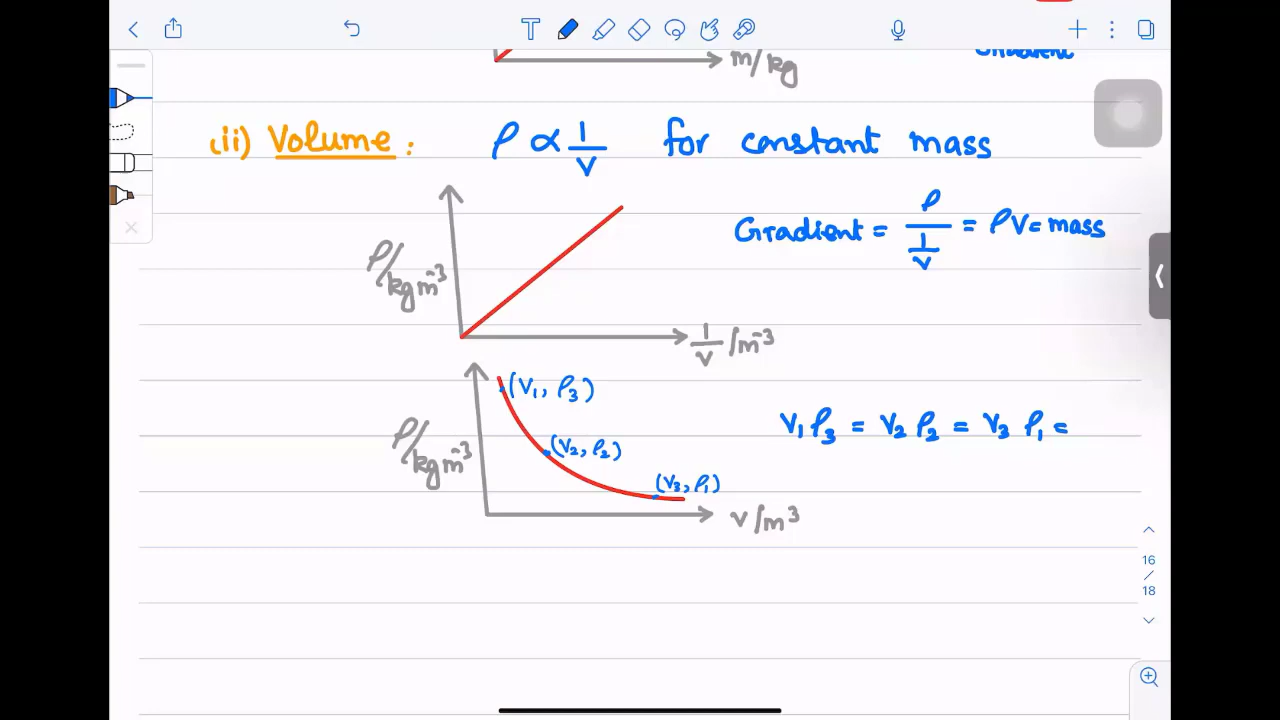 m/kg
(ii) Volume : ρ ∝ 1/V for constant mass
Gradient = ρ / (1/V) = ρV = mass
ρ/kgm⁻³
1/V /m⁻³
(V₁, ρ₃)
(V₂, ρ₂)
(V₃, ρ₁)
V₁ρ₃ = V₂ρ₂ = V₃ρ₁ =
ρ/kgm⁻³
V/m³
16
/
18